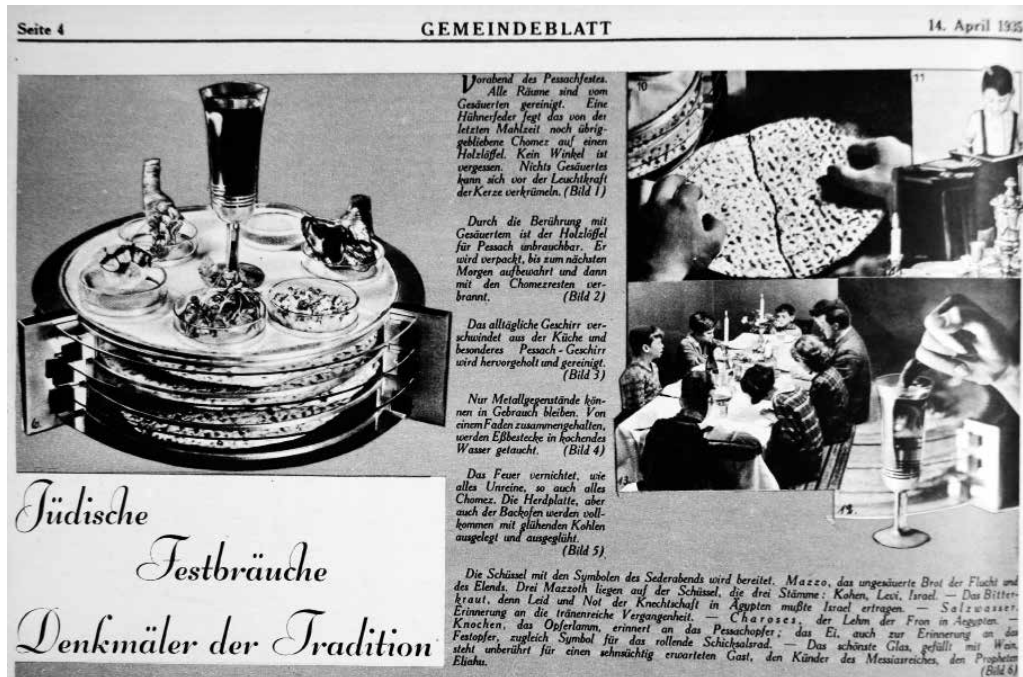 Seite 4
GEMEINDEBLATT
14. April 1935
Vorabend des Pessachfestes.
Alle Räume sind vom
Gesäuerten gereinigt. Eine
Hühnerfeder fegt das von der
letzten Mahlzeit noch übrig-
gebliebene Chomez auf einen
Holzlöffel. Kein Winkel ist
vergessen. Nichts Gesäuertes
kann sich vor der Leuchtkraft
der Kerze verkrümeln. (Bild 1)
Durch die Berührung mit
Gesäuertem ist der Holzlöffel
für Pessach unbrauchbar. Er
wird verpackt, bis zum nächsten
Morgen aufbewahrt und dann
mit den Chomezresten ver-
brannt. (Bild 2)
Das alltägliche Geschirr ver-
schwindet aus der Küche und
besonderes Pessach-Geschirr
wird hervorgeholt und gereinigt.
(Bild 3)
Nur Metallgegenstände kön-
nen in Gebrauch bleiben. Von
einem Faden zusammengehalten,
werden Eßbestecke in kochendes
Wasser getaucht. (Bild 4)
Das Feuer vernichtet, wie
alles Unreine, so auch alles
Chomez. Die Herdplatte, aber
auch der Backofen werden voll-
kommen mit glühenden Kohlen
ausgelegt und ausgeglüht.
(Bild 5)
Die Schüssel mit den Symbolen des Sederabends wird bereitet. Mazzo, das ungesäuerte Brot der Flucht und
des Elends. Drei Mazzoth liegen auf der Schüssel, die drei Stämme: Kohen, Levi, Israel. — Das Bitter-
kraut, denn Leid und Not der Knechtschaft in Ägypten mußte Israel ertragen. — Salzwasser,
Erinnerung an die tränenreiche Vergangenheit. — Charoses, der Lehm der Fron in Aegypten. —
Knochen, das Opferlamm, erinnert an das Pessachopfer; das Ei, auch zur Erinnerung an das
Festopfer, zugleich Symbol für das rollende Schicksalsrad. — Das schönste Glas, gefüllt mit Wein,
steht unberührt für einen sehnsüchtig erwarteten Gast, den Künder des Messiasreiches, den Propheten
Eliahu. (Bild 6)
Jüdische
Festbräuche
Denkmäler der Tradition
6.
10
11
13.